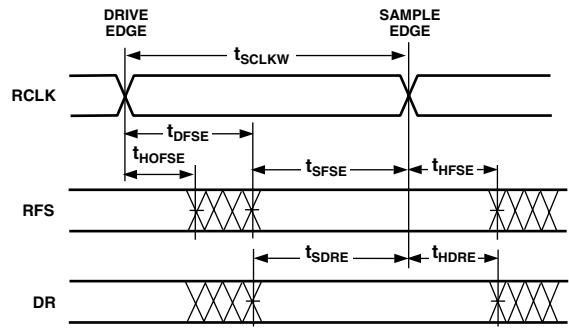 DRIVE EDGE
SAMPLE EDGE
tSCLKW
RCLK
tDFSE
tHOFSE
tSFSE
tHFSE
RFS
tSDRE
tHDRE
DR